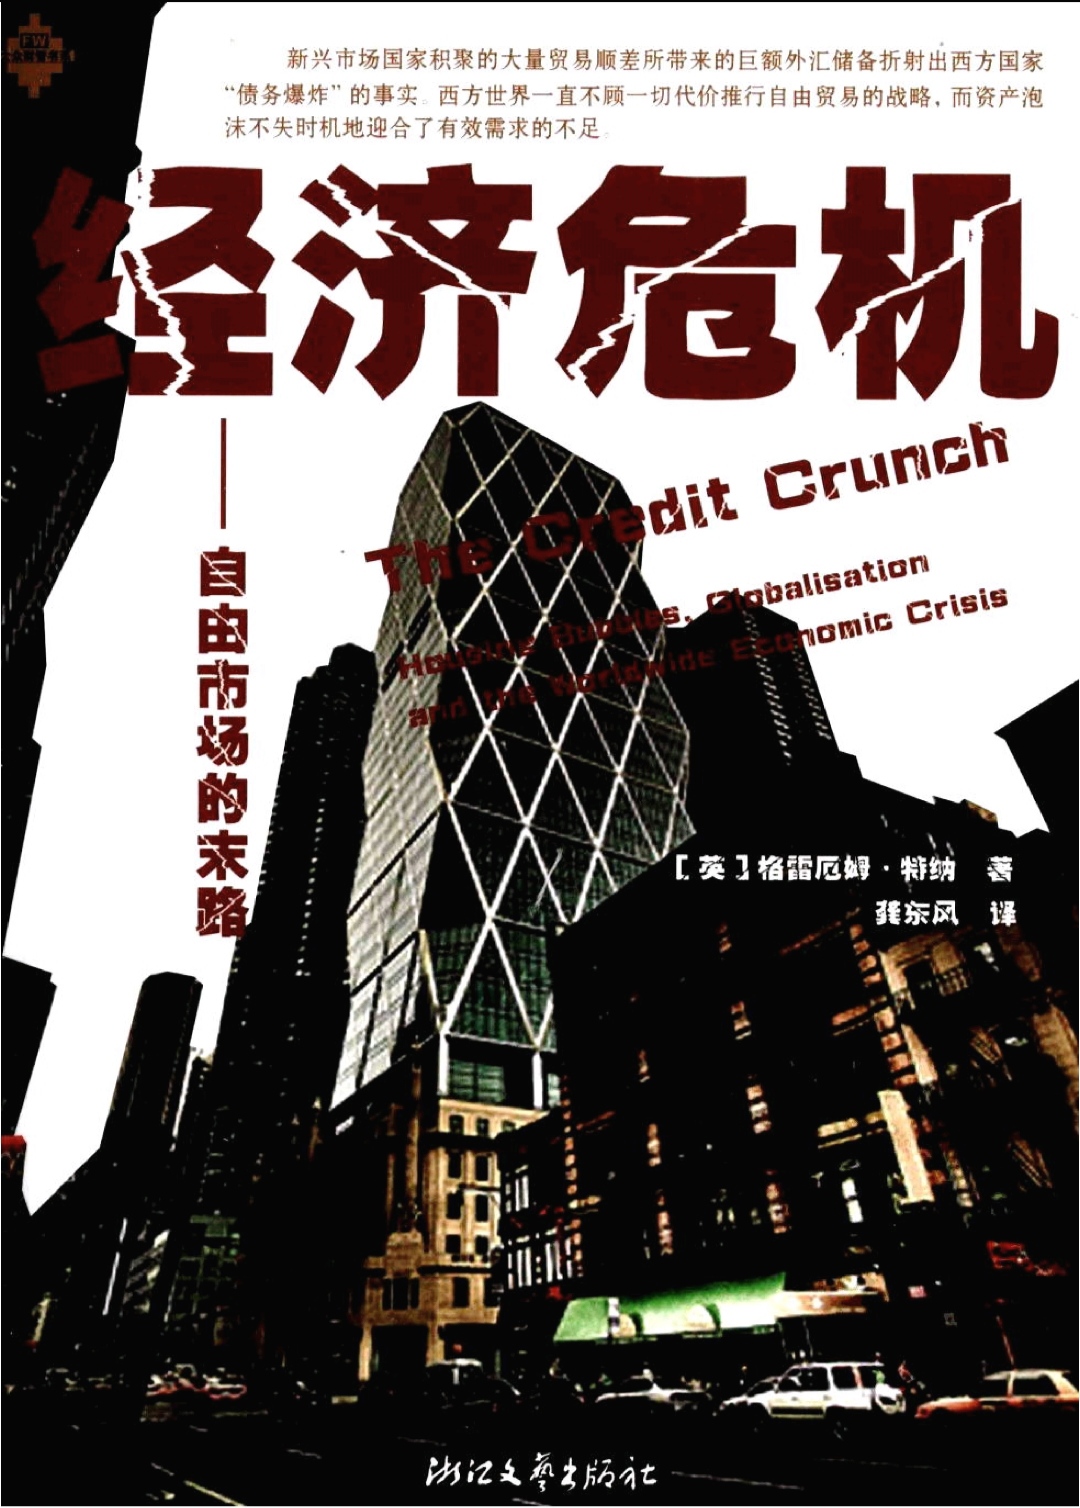 FW
新兴市场国家积聚的大量贸易顺差所带来的巨额外汇储备折射出西方国家
“债务爆炸”的事实。西方世界一直不顾一切代价推行自由贸易的战略，而资产泡
沫不失时机地迎合了有效需求的不足。
经济危机
——自由市场的末路
The Credit Crunch
Housing Bubbles, Globalisation
and the Worldwide Economic Crisis
［英］格雷厄姆·特纳 著
龚东风 译
浙江文艺出版社